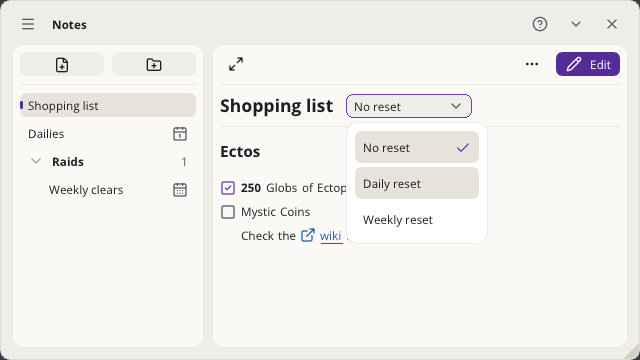 Notes
Edit
Shopping list
Dailies
Raids 1
Weekly clears
Shopping list
No reset
No reset
Daily reset
Weekly reset
Ectos
250 Globs of Ectop
Mystic Coins
Check the wiki